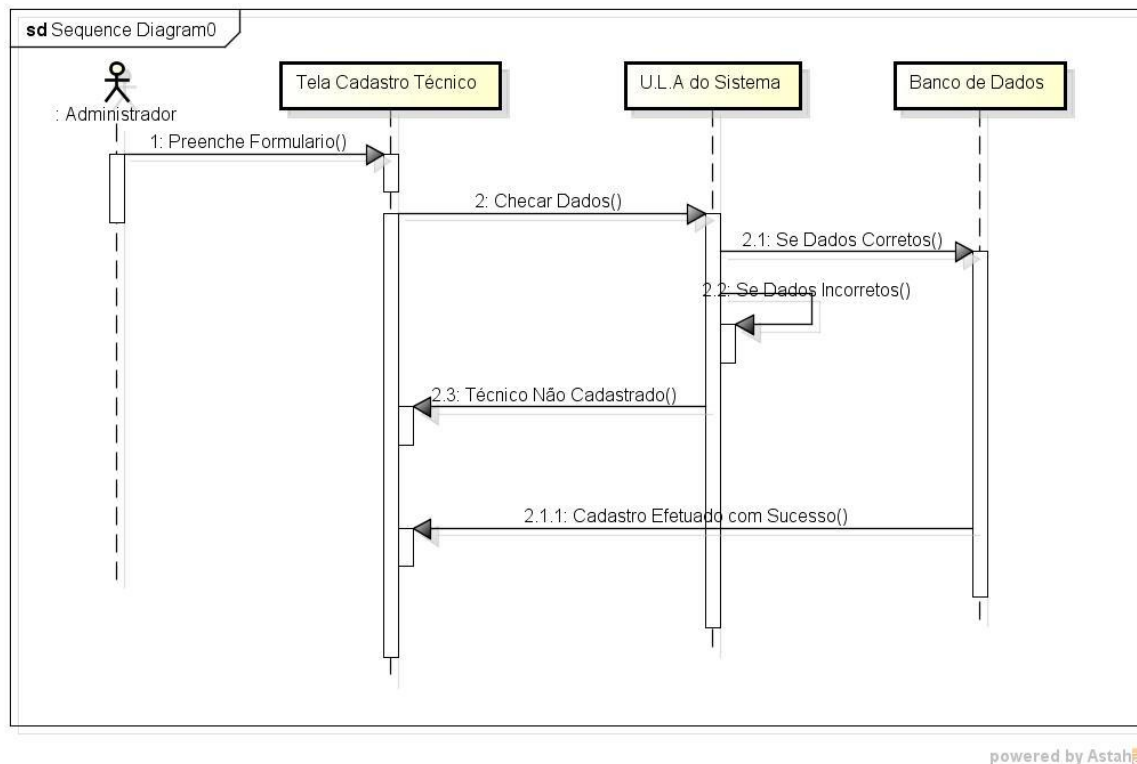 sd Sequence Diagram0
: Administrador
Tela Cadastro Técnico
U.L.A do Sistema
Banco de Dados
1: Preenche Formulario()
2: Checar Dados()
2.1: Se Dados Corretos()
2.2: Se Dados Incorretos()
2.3: Técnico Não Cadastrado()
2.1.1: Cadastro Efetuado com Sucesso()
powered by Astah